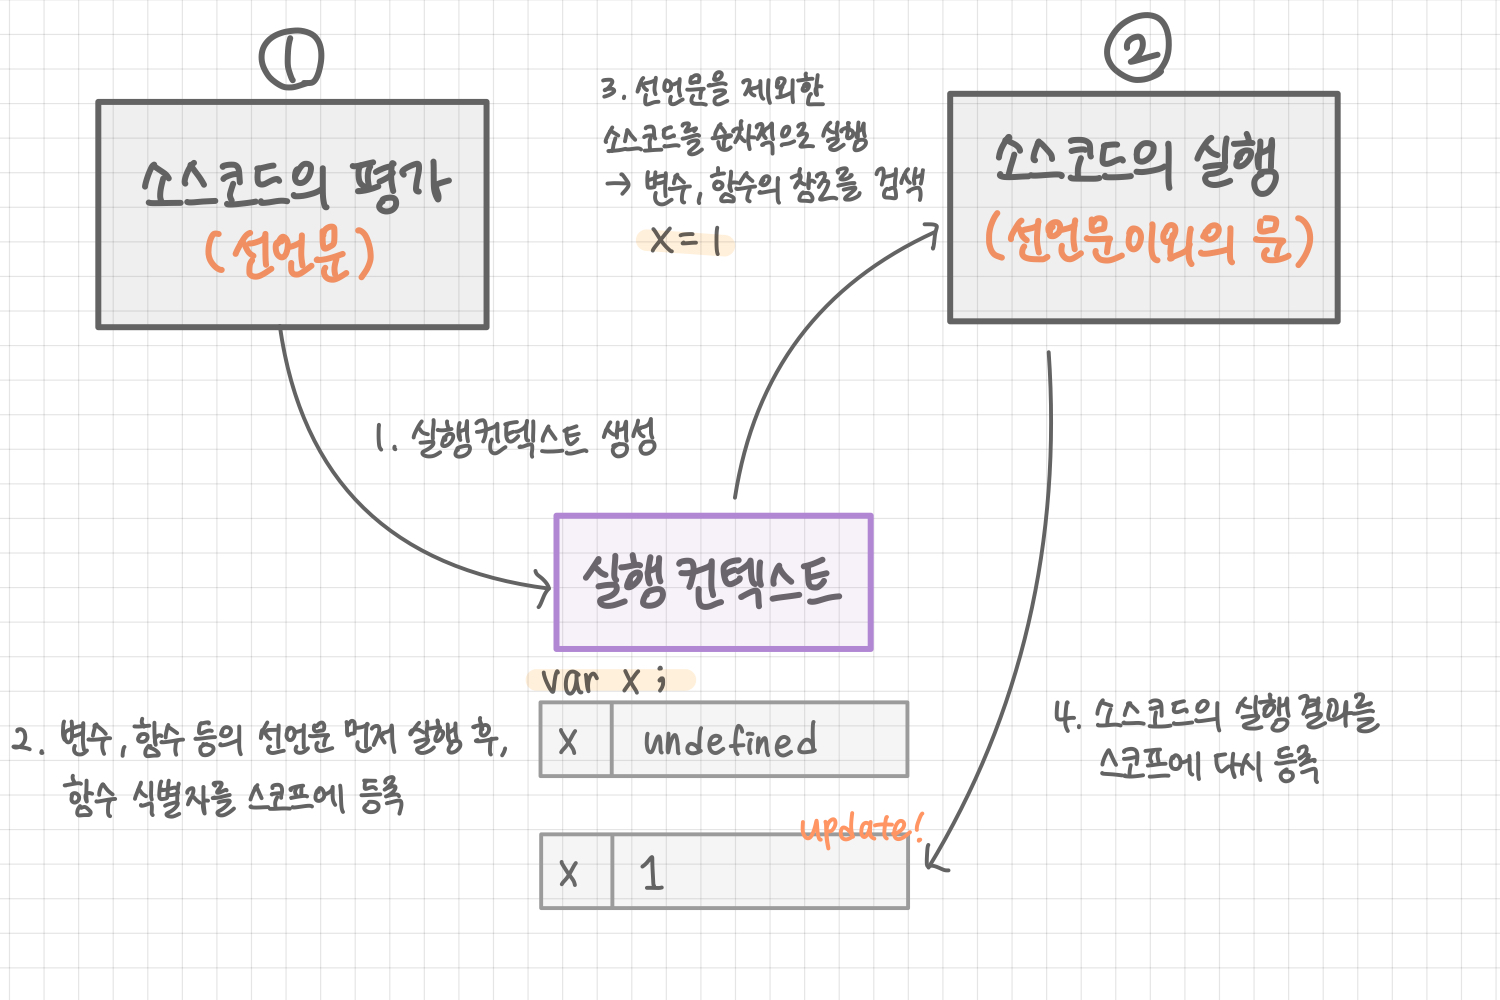 ①
소스코드의 평가
(선언문)
1. 실행컨텍스트 생성
실행 컨텍스트
var x ;
2. 변수, 함수 등의 선언문 먼저 실행 후,
함수 식별자를 스코프에 등록
x undefined
3. 선언문을 제외한
소스코드를 순차적으로 실행
→ 변수, 함수의 참조를 검색
x = 1
②
소스코드의 실행
(선언문이외의 문)
4. 소스코드의 실행 결과를
스코프에 다시 등록
update!
x 1